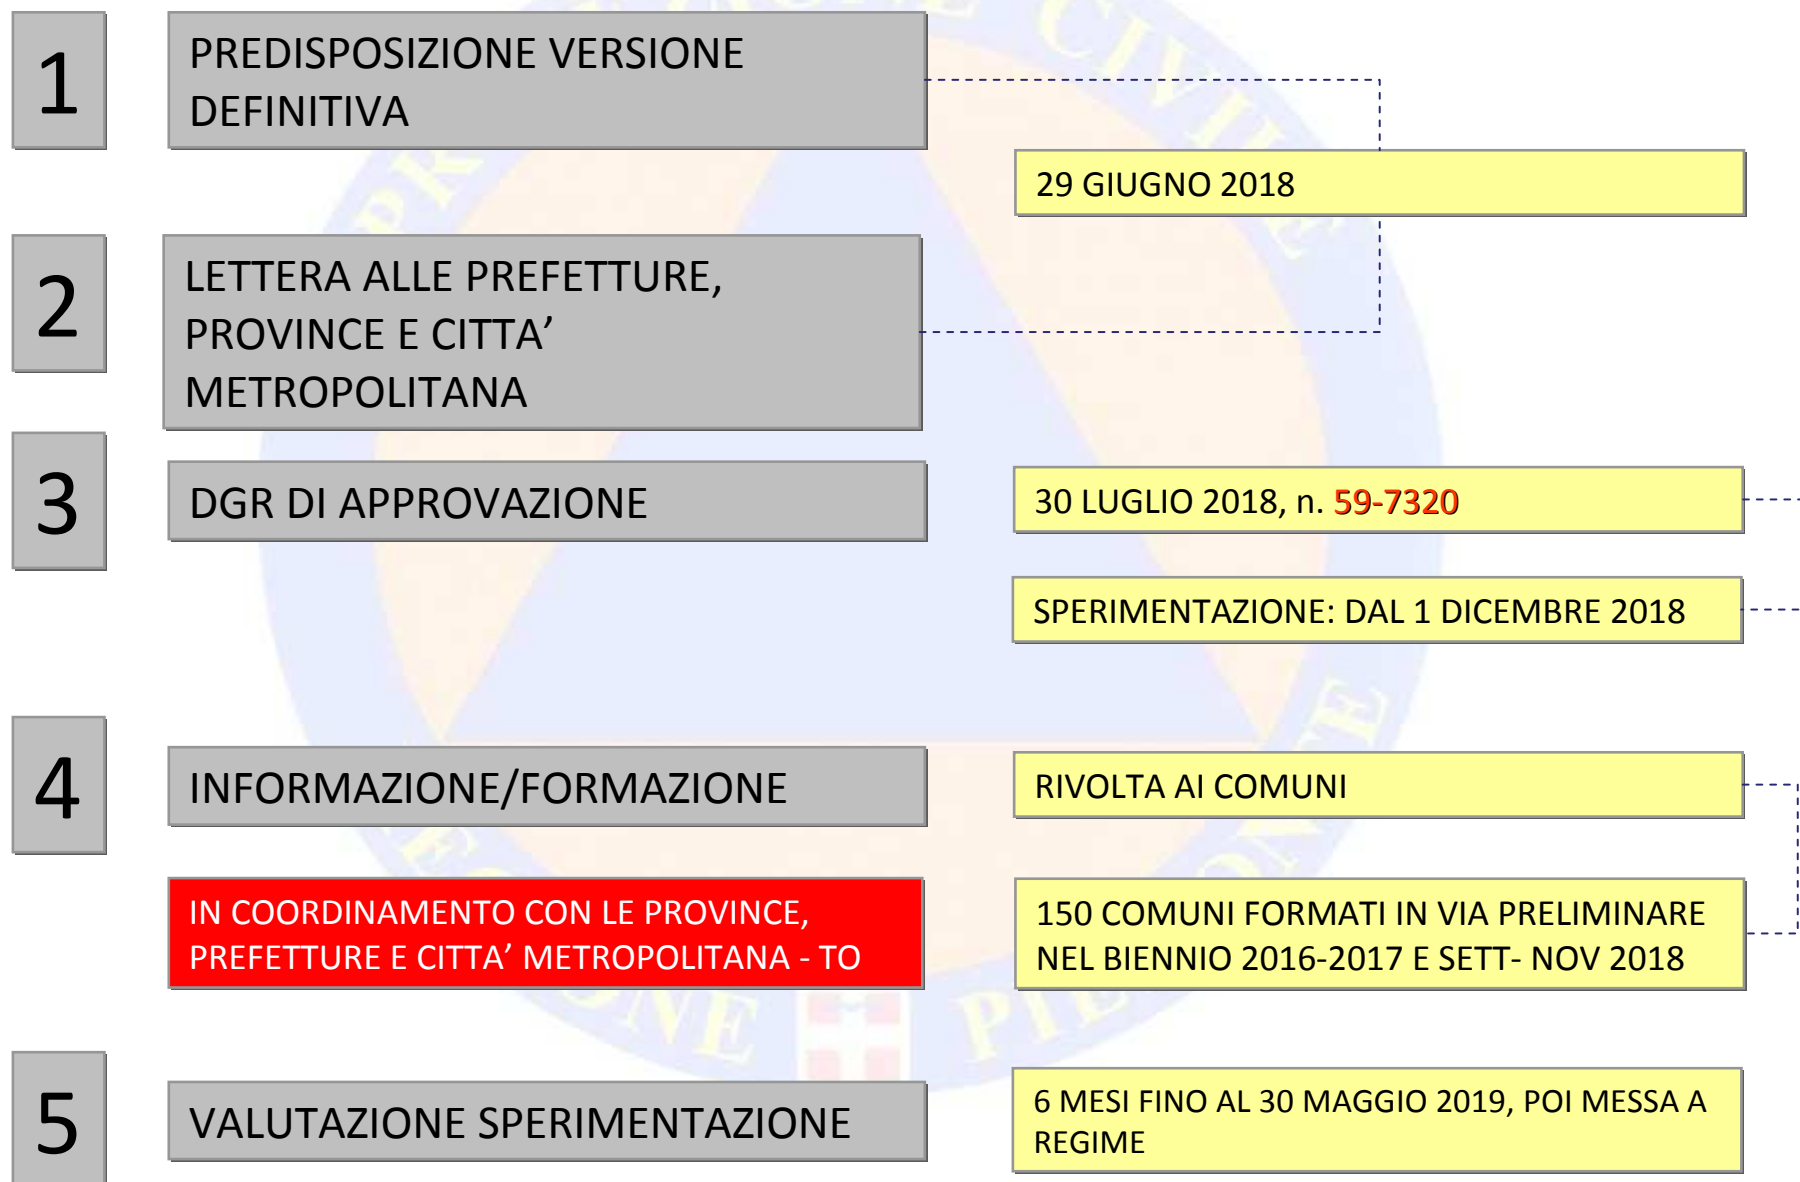 1
PREDISPOSIZIONE VERSIONE
DEFINITIVA
29 GIUGNO 2018
2
LETTERA ALLE PREFETTURE,
PROVINCE E CITTA’
METROPOLITANA
3
DGR DI APPROVAZIONE
30 LUGLIO 2018, n. 59-7320
SPERIMENTAZIONE: DAL 1 DICEMBRE 2018
4
INFORMAZIONE/FORMAZIONE
RIVOLTA AI COMUNI
IN COORDINAMENTO CON LE PROVINCE,
PREFETTURE E CITTA’ METROPOLITANA - TO
150 COMUNI FORMATI IN VIA PRELIMINARE
NEL BIENNIO 2016-2017 E SETT- NOV 2018
5
VALUTAZIONE SPERIMENTAZIONE
6 MESI FINO AL 30 MAGGIO 2019, POI MESSA A
REGIME